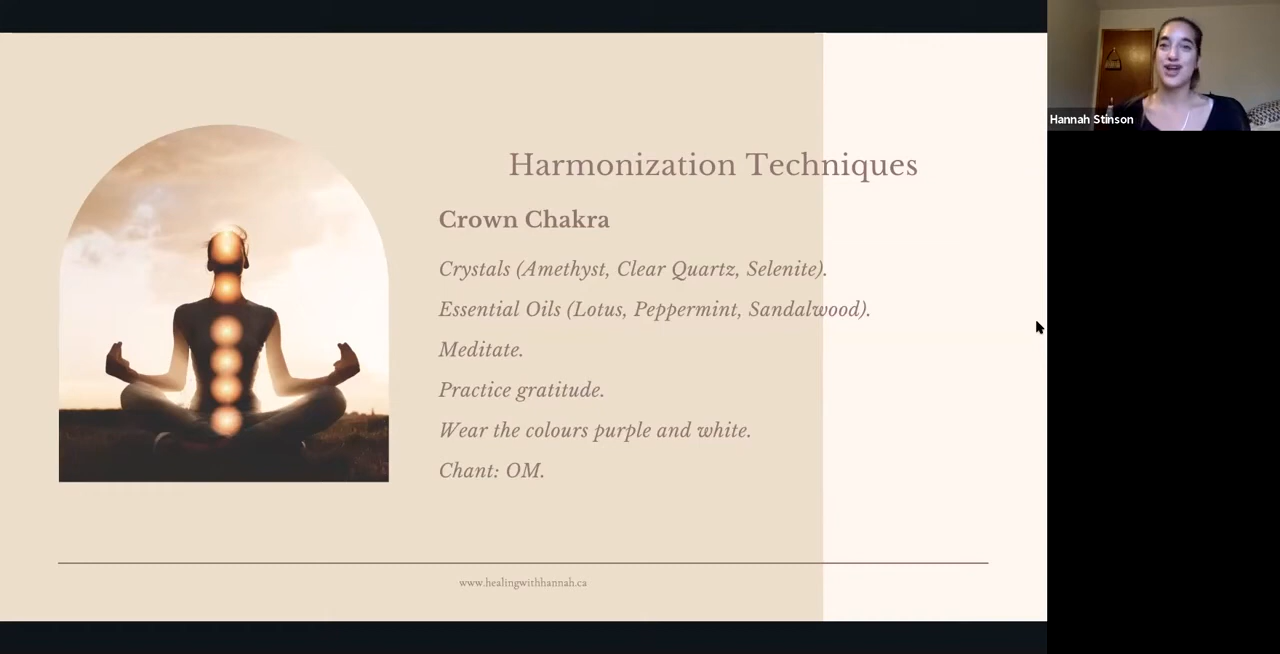 Harmonization Techniques
Crown Chakra
Crystals (Amethyst, Clear Quartz, Selenite).
Essential Oils (Lotus, Peppermint, Sandalwood).
Meditate.
Practice gratitude.
Wear the colours purple and white.
Chant: OM.
www.healingwithhannah.ca
Hannah Stinson